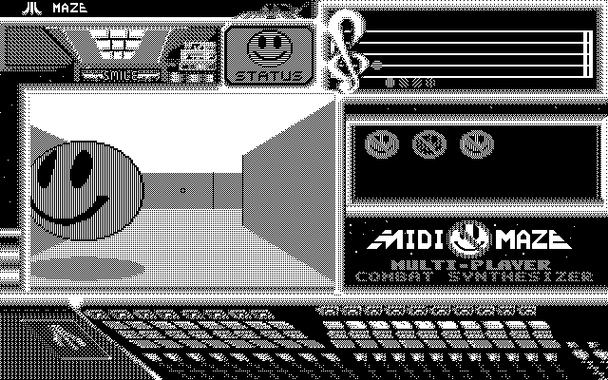 MAZE
SMILE
STATUS
MIDI MAZE
MULTI-PLAYER
COMBAT SYNTHESIZER